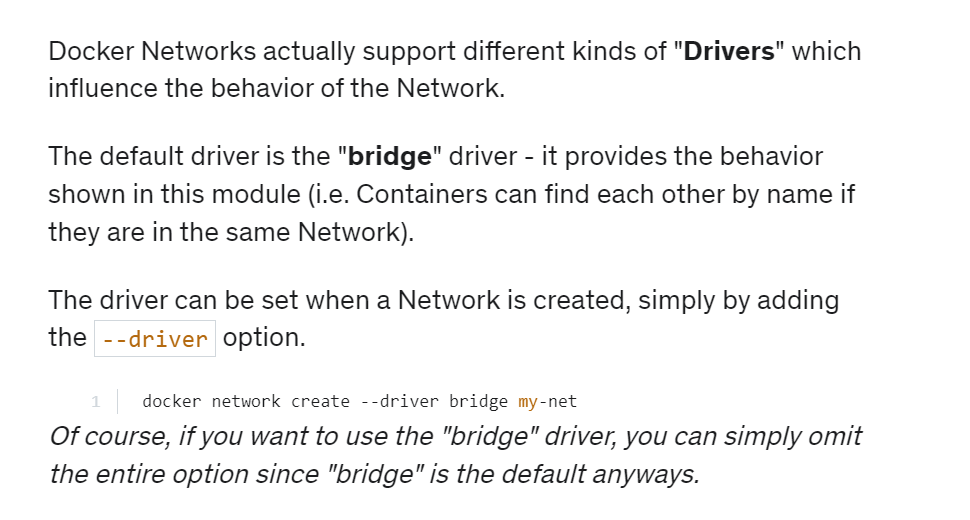 Docker Networks actually support different kinds of "Drivers" which
influence the behavior of the Network.
The default driver is the "bridge" driver - it provides the behavior
shown in this module (i.e. Containers can find each other by name if
they are in the same Network).
The driver can be set when a Network is created, simply by adding
the --driver option.
1 docker network create --driver bridge my-net
Of course, if you want to use the "bridge" driver, you can simply omit
the entire option since "bridge" is the default anyways.